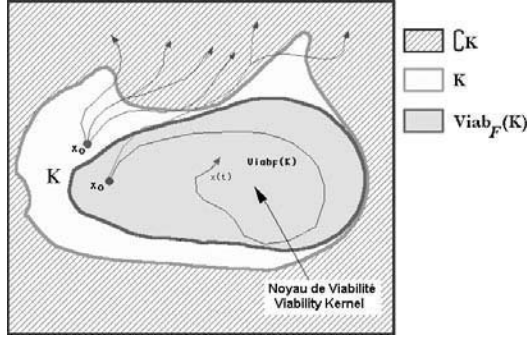 ∁K
K
Viab_F(K)
x₀
K
x₀
Viab_F(K)
x(t)
Noyau de Viabilité
Viability Kernel